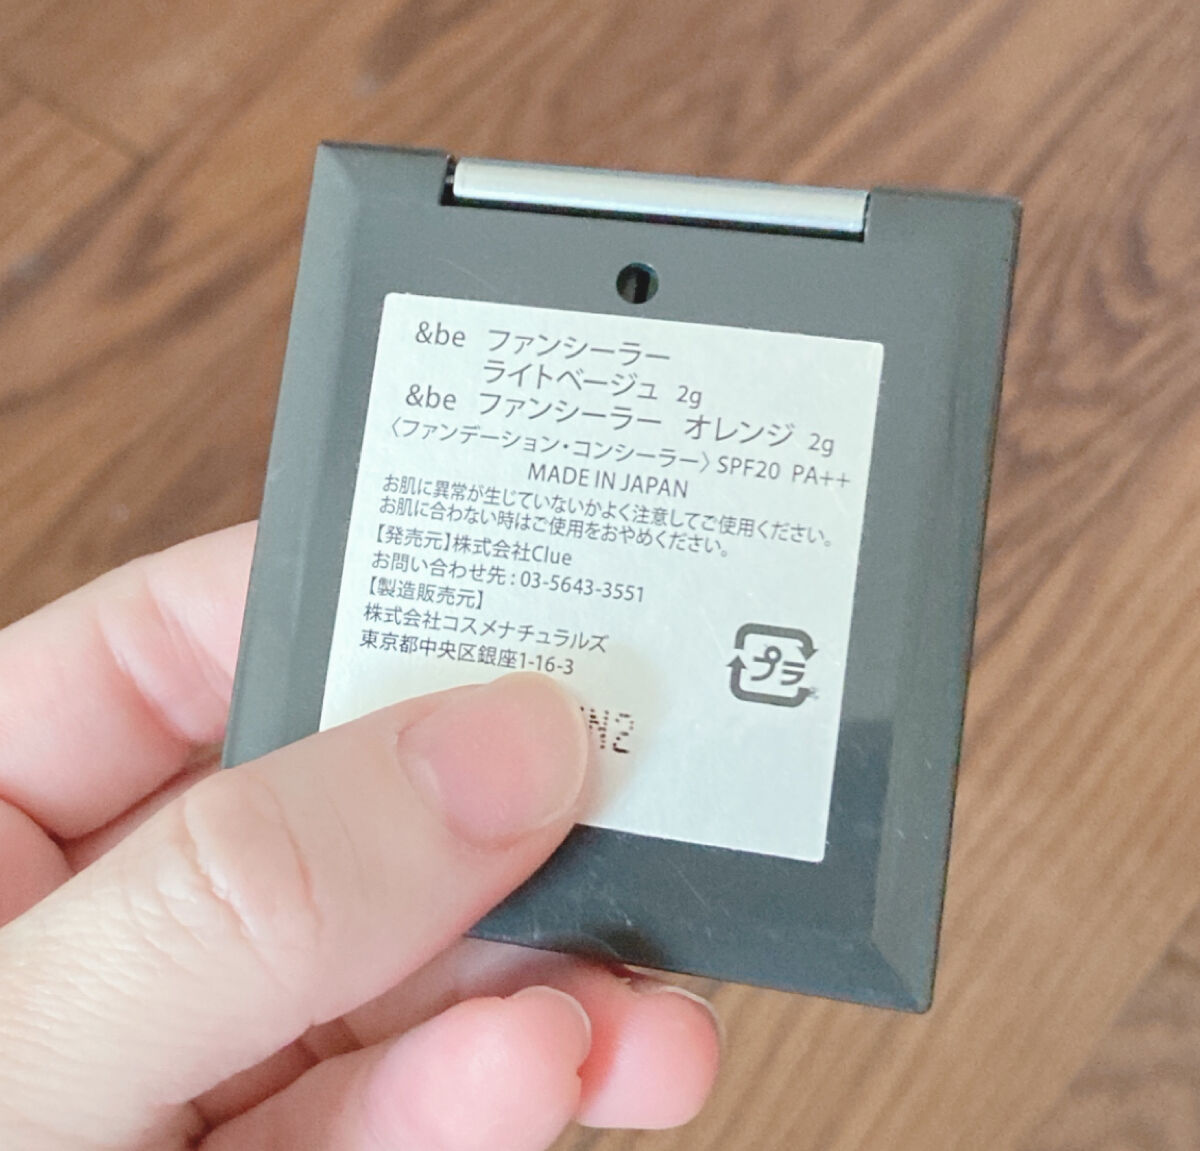 &be ファンシーラー
ライトベージュ 2g
&be ファンシーラー オレンジ 2g
〈ファンデーション・コンシーラー〉SPF20 PA++
MADE IN JAPAN
お肌に異常が生じていないかよく注意してご使用ください。
お肌に合わない時はご使用をおやめください。
【発売元】株式会社Clue
お問い合わせ先:03-5643-3551
【製造販売元】
株式会社コスメナチュラルズ
東京都中央区銀座1-16-3
プラ
N2